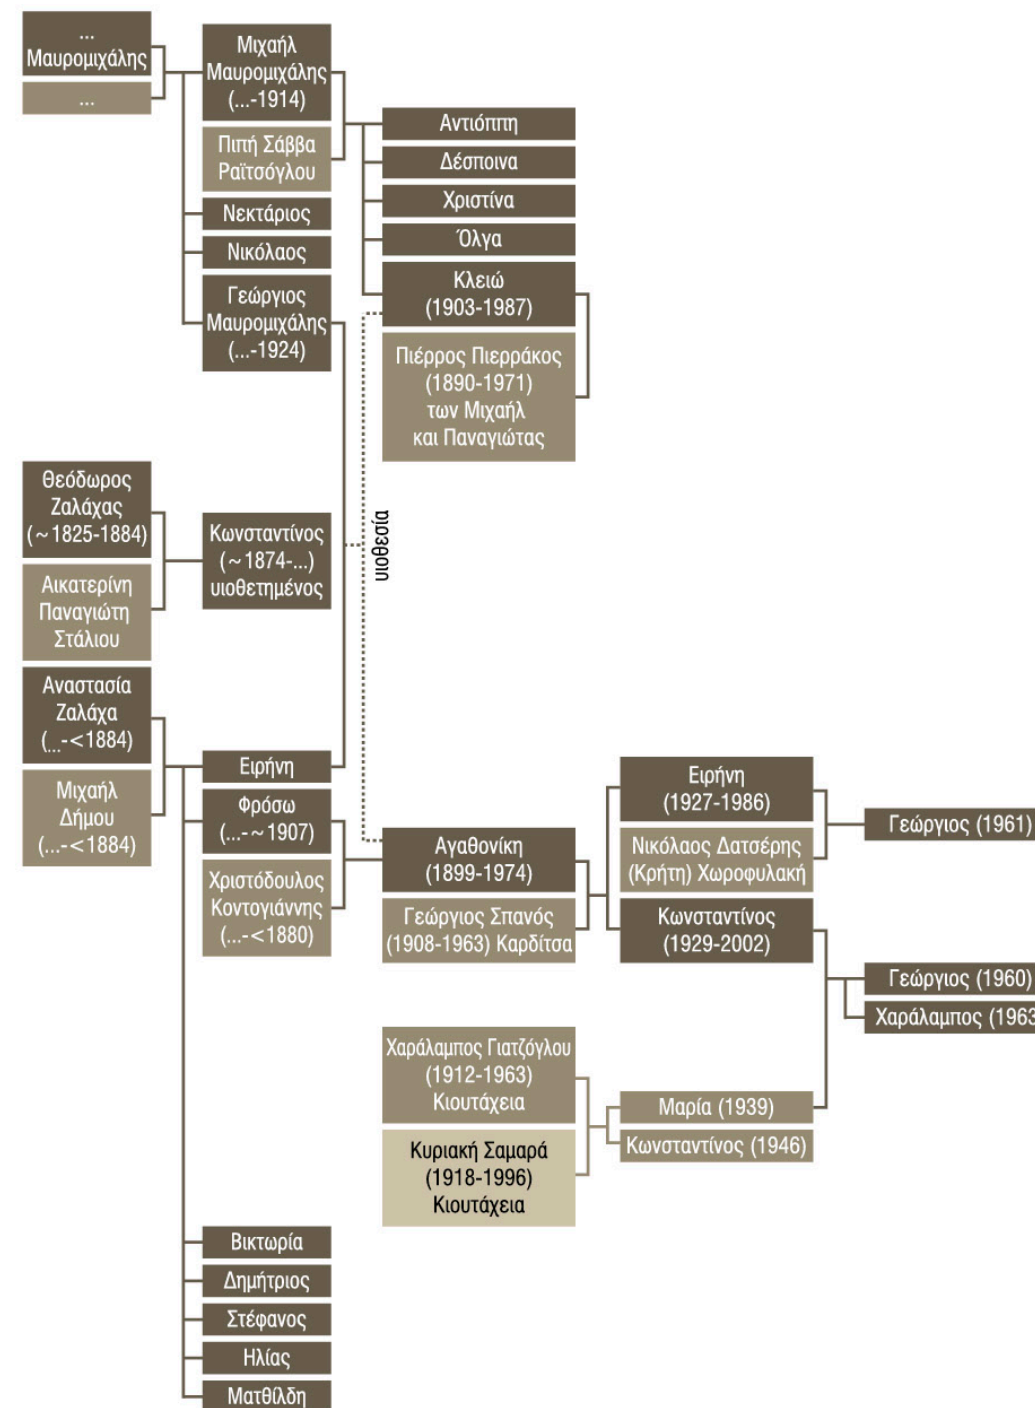 ...
Μαυρομιχάλης
...
Μιχαήλ
Μαυρομιχάλης
(...-1914)
Πιπή Σάββα
Ραϊτσόγλου
Νεκτάριος
Νικόλαος
Γεώργιος
Μαυρομιχάλης
(...-1924)
Αντιόππη
Δέσποινα
Χριστίνα
Όλγα
Κλειώ
(1903-1987)
Πιέρρος Πιερράκος
(1890-1971)
των Μιχαήλ
και Παναγιώτας
Θεόδωρος
Ζαλάχας
(~1825-1884)
Αικατερίνη
Παναγιώτη
Στάλιου
Κωνσταντίνος
(~1874-...)
υιοθετημένος
υιοθεσία
Αναστασία
Ζαλάχα
(...-<1884)
Μιχαήλ
Δήμου
(...-<1884)
Ειρήνη
Φρόσω
(...-~1907)
Χριστόδουλος
Κοντογιάννης
(...-<1880)
Αγαθονίκη
(1899-1974)
Γεώργιος Σπανός
(1908-1963) Καρδίτσα
Ειρήνη
(1927-1986)
Νικόλαος Δατσέρης
(Κρήτη) Χωροφυλακή
Κωνσταντίνος
(1929-2002)
Γεώργιος (1961)
Γεώργιος (1960)
Χαράλαμπος (1963
Χαράλαμπος Γιατζόγλου
(1912-1963)
Κιουτάχεια
Κυριακή Σαμαρά
(1918-1996)
Κιουτάχεια
Μαρία (1939)
Κωνσταντίνος (1946)
Βικτωρία
Δημήτριος
Στέφανος
Ηλίας
Ματθίλδη